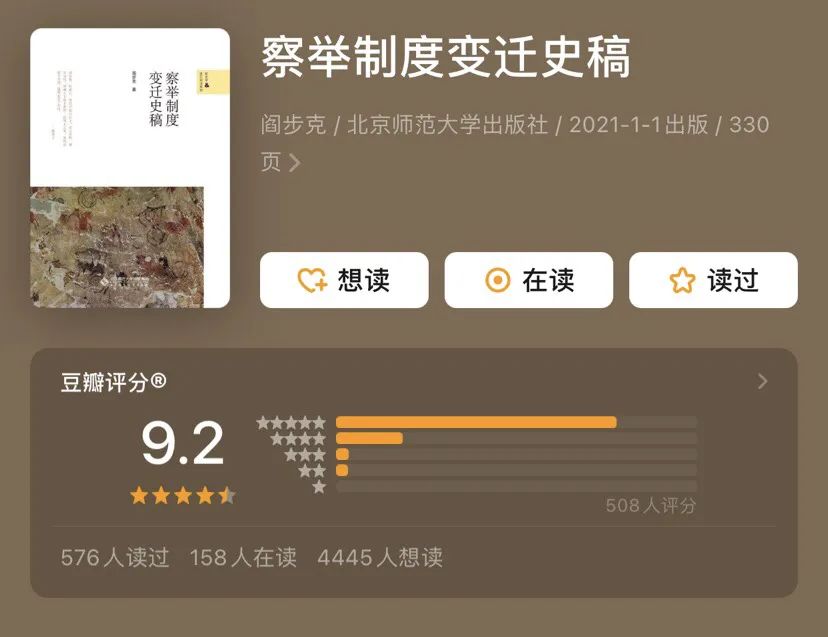 察举制度变迁史稿
阎步克 / 北京师范大学出版社 / 2021-1-1出版 / 330
页
察举制度
变迁史稿
阎步克 著
想读
在读
读过
豆瓣评分®
9.2
508人评分
576人读过 158人在读 4445人想读